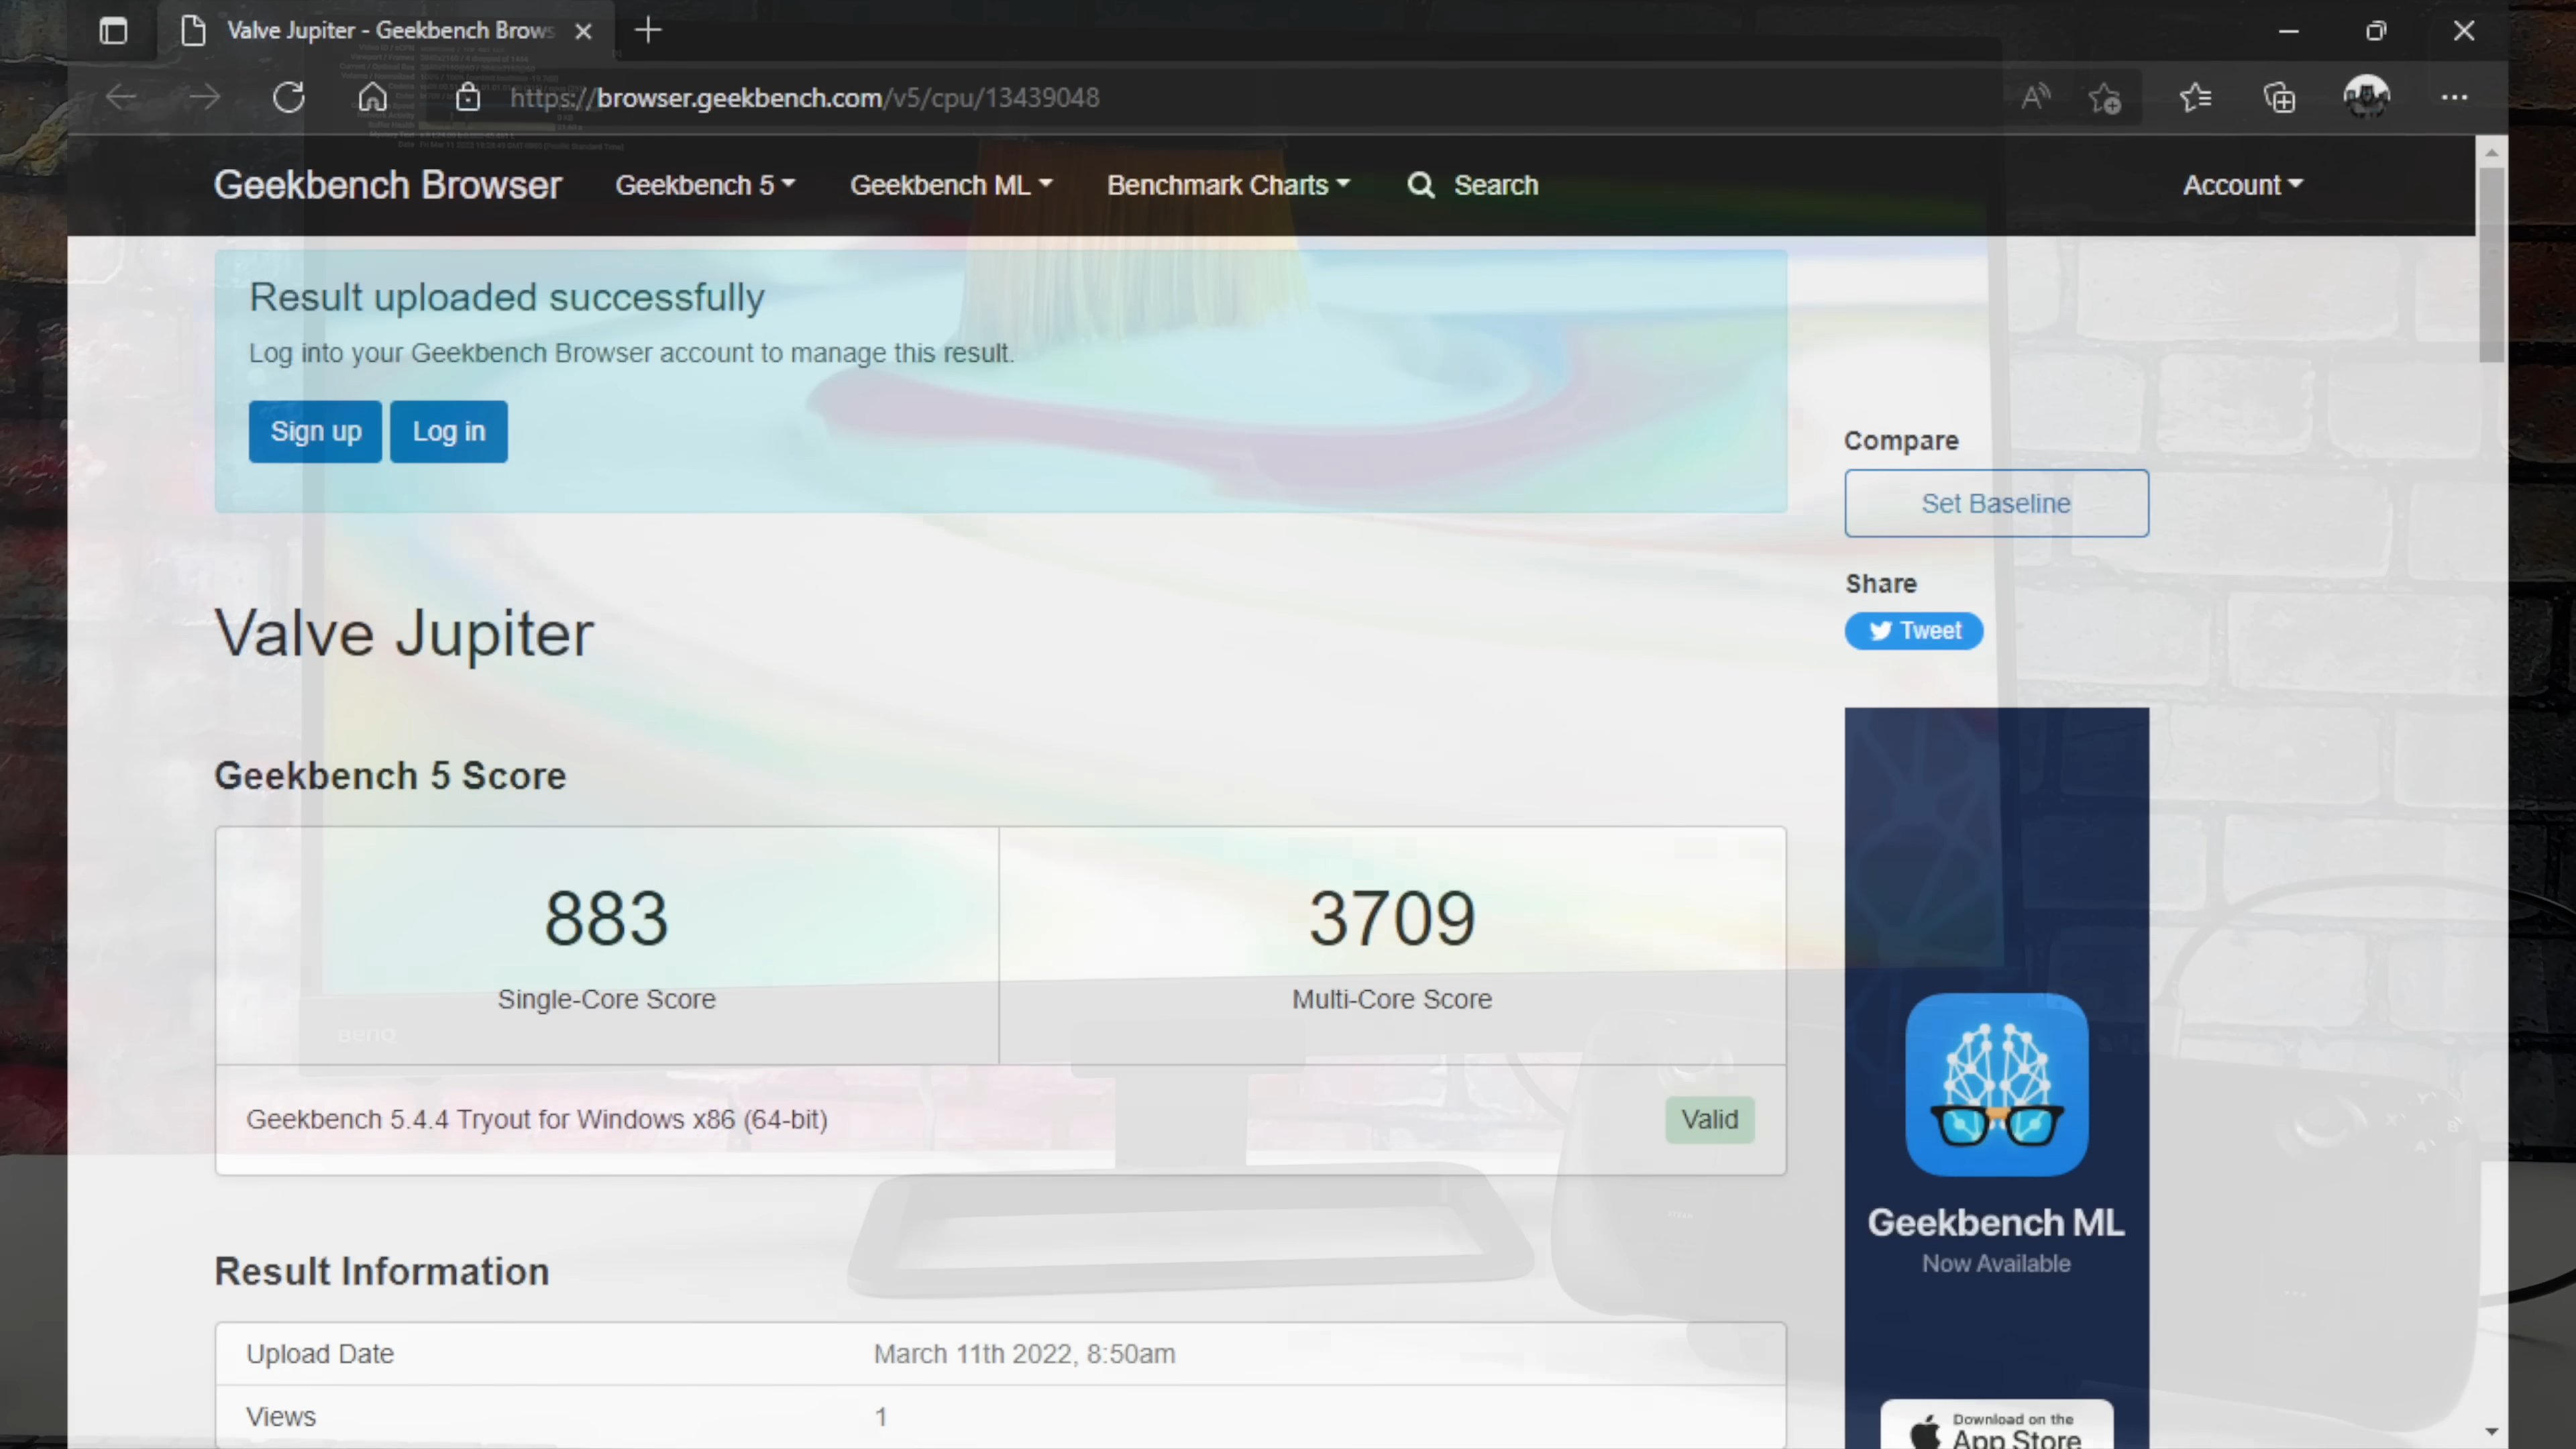 Valve Jupiter - Geekbench Brows
https://browser.geekbench.com/v5/cpu/13439048
Geekbench Browser
Geekbench 5
Geekbench ML
Benchmark Charts
Search
Account
Result uploaded successfully
Log into your Geekbench Browser account to manage this result.
Sign up
Log in
Compare
Set Baseline
Share
Tweet
Valve Jupiter
Geekbench 5 Score
883
3709
Single-Core Score
Multi-Core Score
BenQ
Geekbench 5.4.4 Tryout for Windows x86 (64-bit)
Valid
Geekbench ML
Now Available
Result Information
Upload Date
March 11th 2022, 8:50am
Views
1
Download on the
App Store